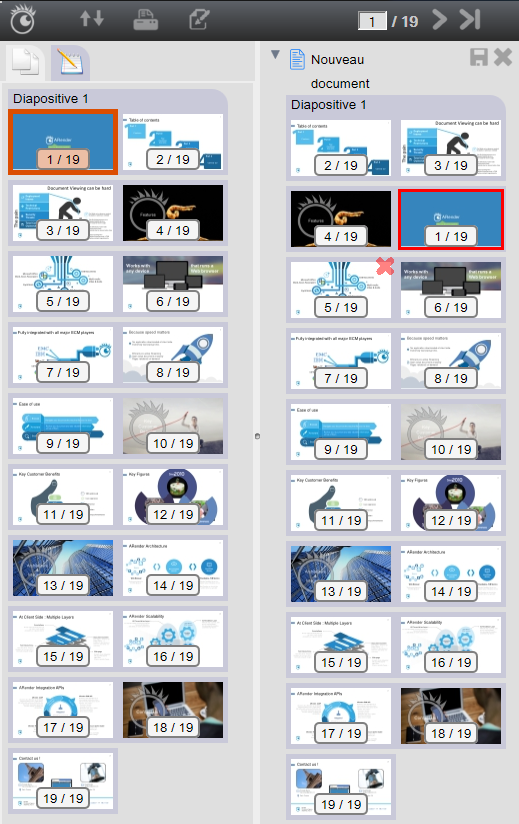 1 / 19
Diapositive 1
ARender
1 / 19
Table of contents
2 / 19
Document Viewing can be hard
The pain
3 / 19
Features
4 / 19
5 / 19
Works with any device
that runs a Web browser
6 / 19
Fully integrated with all major ECM players
7 / 19
Because speed matters
8 / 19
Ease of use
9 / 19
10 / 19
Key Customer Benefits
11 / 19
Key Figures
12 / 19
13 / 19
ARender Architecture
14 / 19
At Client Side : Multiple Layers
15 / 19
ARender Scalability
16 / 19
ARender Integration APIs
17 / 19
18 / 19
Contact us !
19 / 19
Nouveau
document
Diapositive 1
Table of contents
2 / 19
Document Viewing can be hard
The pain
3 / 19
Features
4 / 19
ARender
1 / 19
5 / 19
Works with any device
that runs a Web browser
6 / 19
Fully integrated with all major ECM players
7 / 19
Because speed matters
8 / 19
Ease of use
9 / 19
10 / 19
Key Customer Benefits
11 / 19
Key Figures
12 / 19
13 / 19
ARender Architecture
14 / 19
At Client Side : Multiple Layers
15 / 19
ARender Scalability
16 / 19
ARender Integration APIs
17 / 19
18 / 19
Contact us !
19 / 19